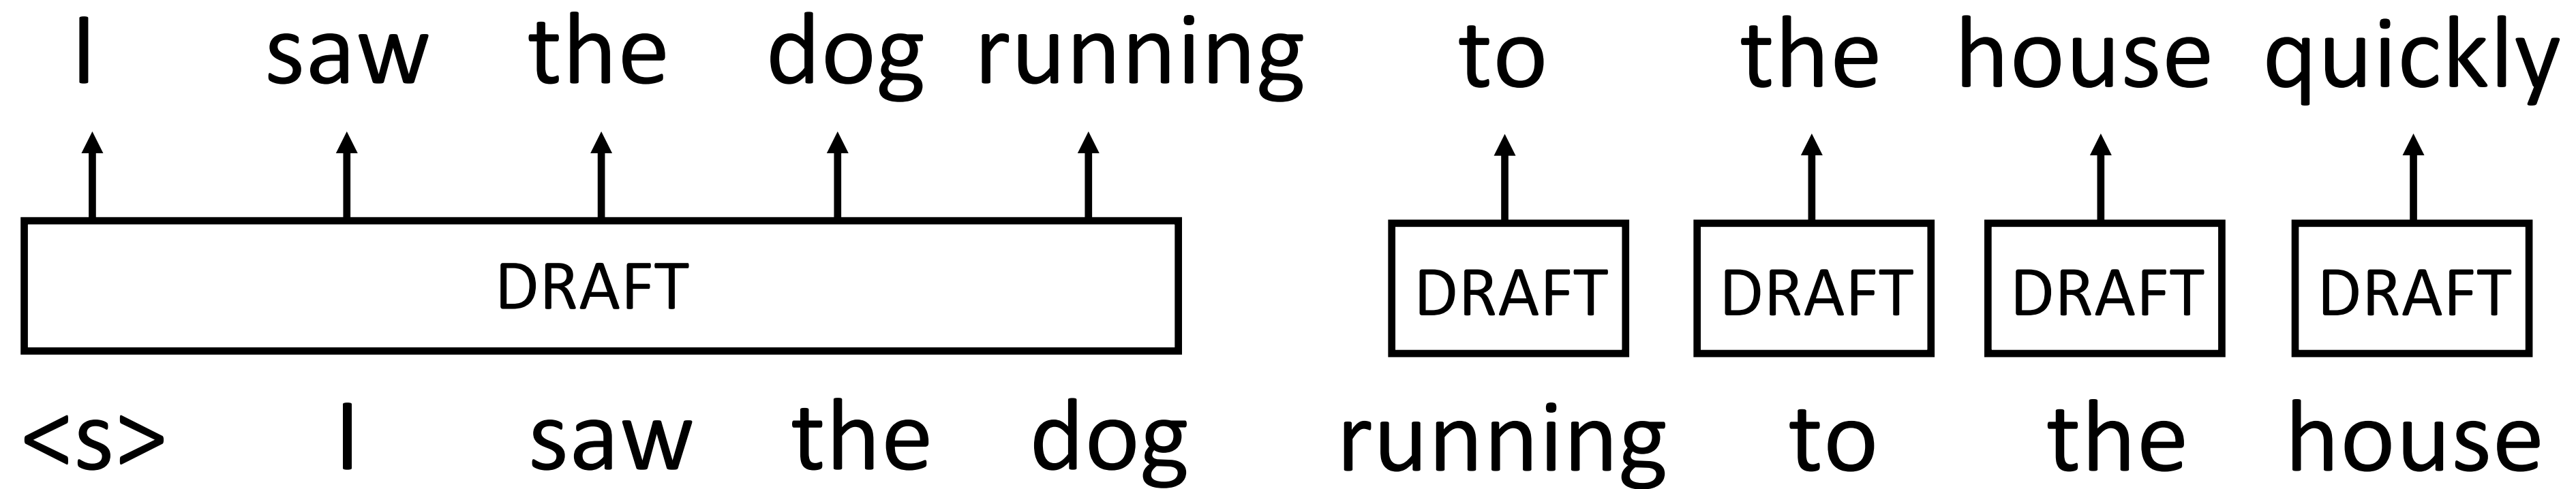 I saw the dog running to the house quickly
DRAFT DRAFT DRAFT DRAFT DRAFT
<s> I saw the dog running to the house